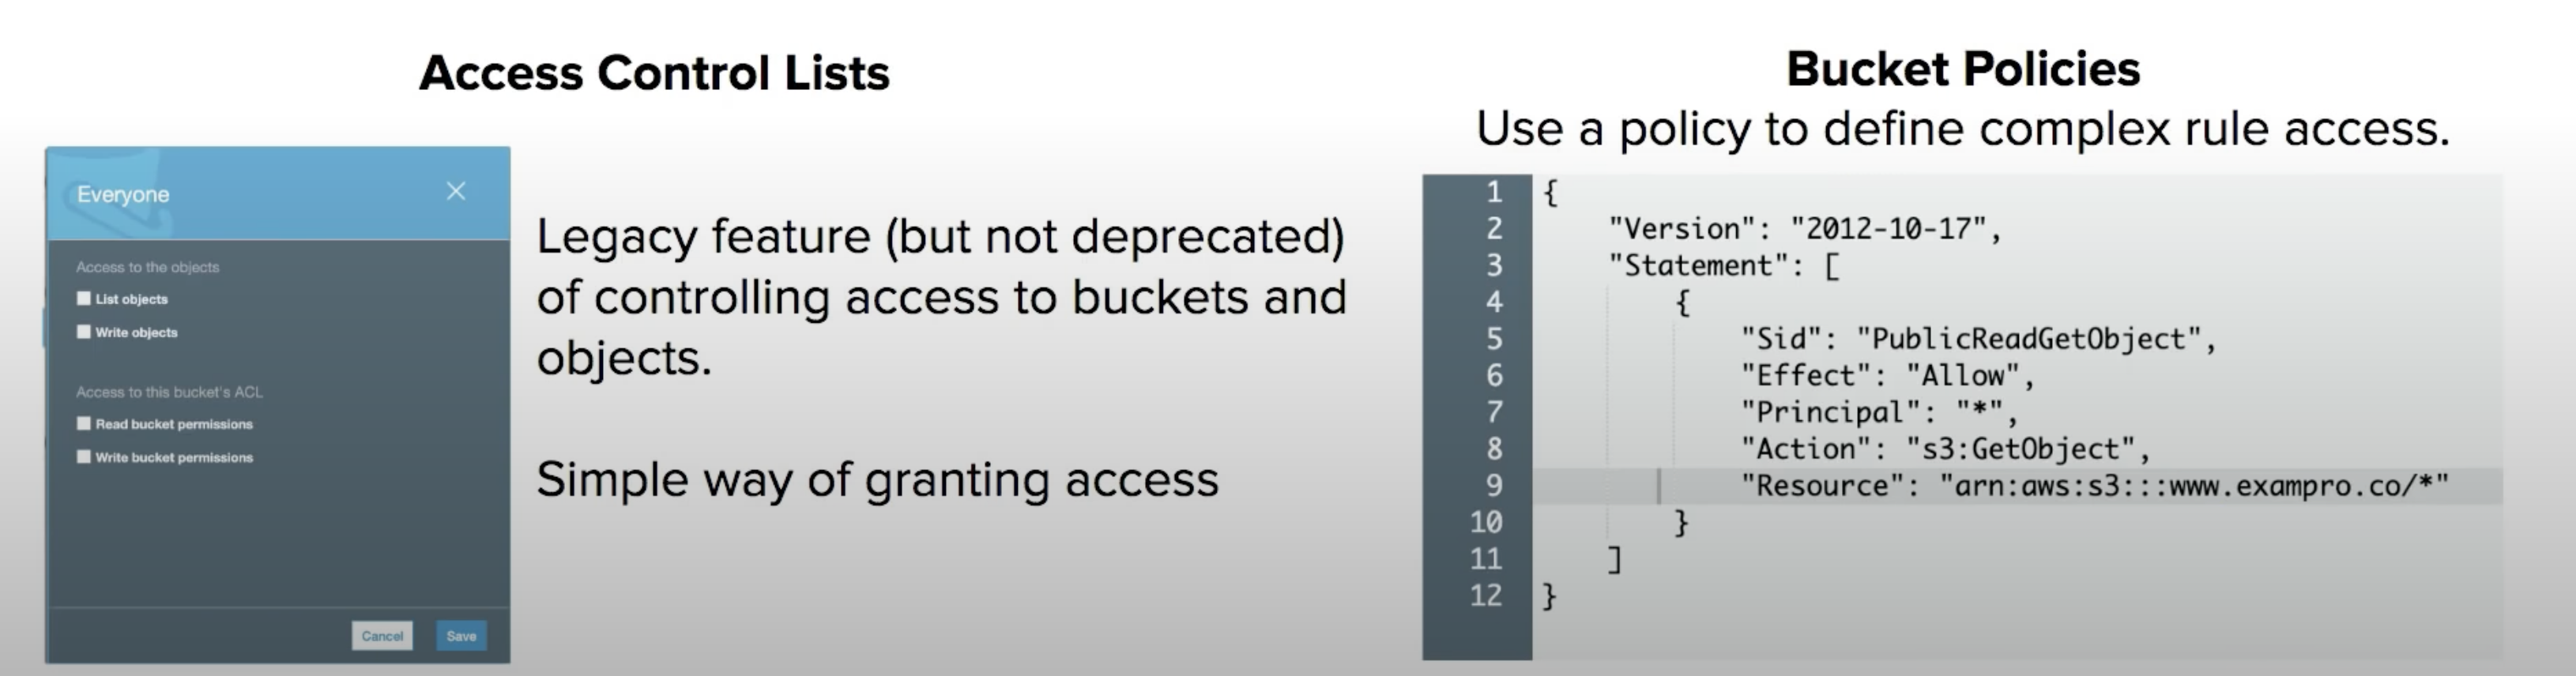 Access Control Lists
Everyone
Access to the objects
List objects
Write objects
Access to this bucket's ACL
Read bucket permissions
Write bucket permissions
Cancel Save
Legacy feature (but not deprecated)
of controlling access to buckets and
objects.
Simple way of granting access
Bucket Policies
Use a policy to define complex rule access.
1 {
2 "Version": "2012-10-17",
3 "Statement": [
4 {
5 "Sid": "PublicReadGetObject",
6 "Effect": "Allow",
7 "Principal": "*",
8 "Action": "s3:GetObject",
9 "Resource": "arn:aws:s3:::www.exampro.co/*"
10 }
11 ]
12 }